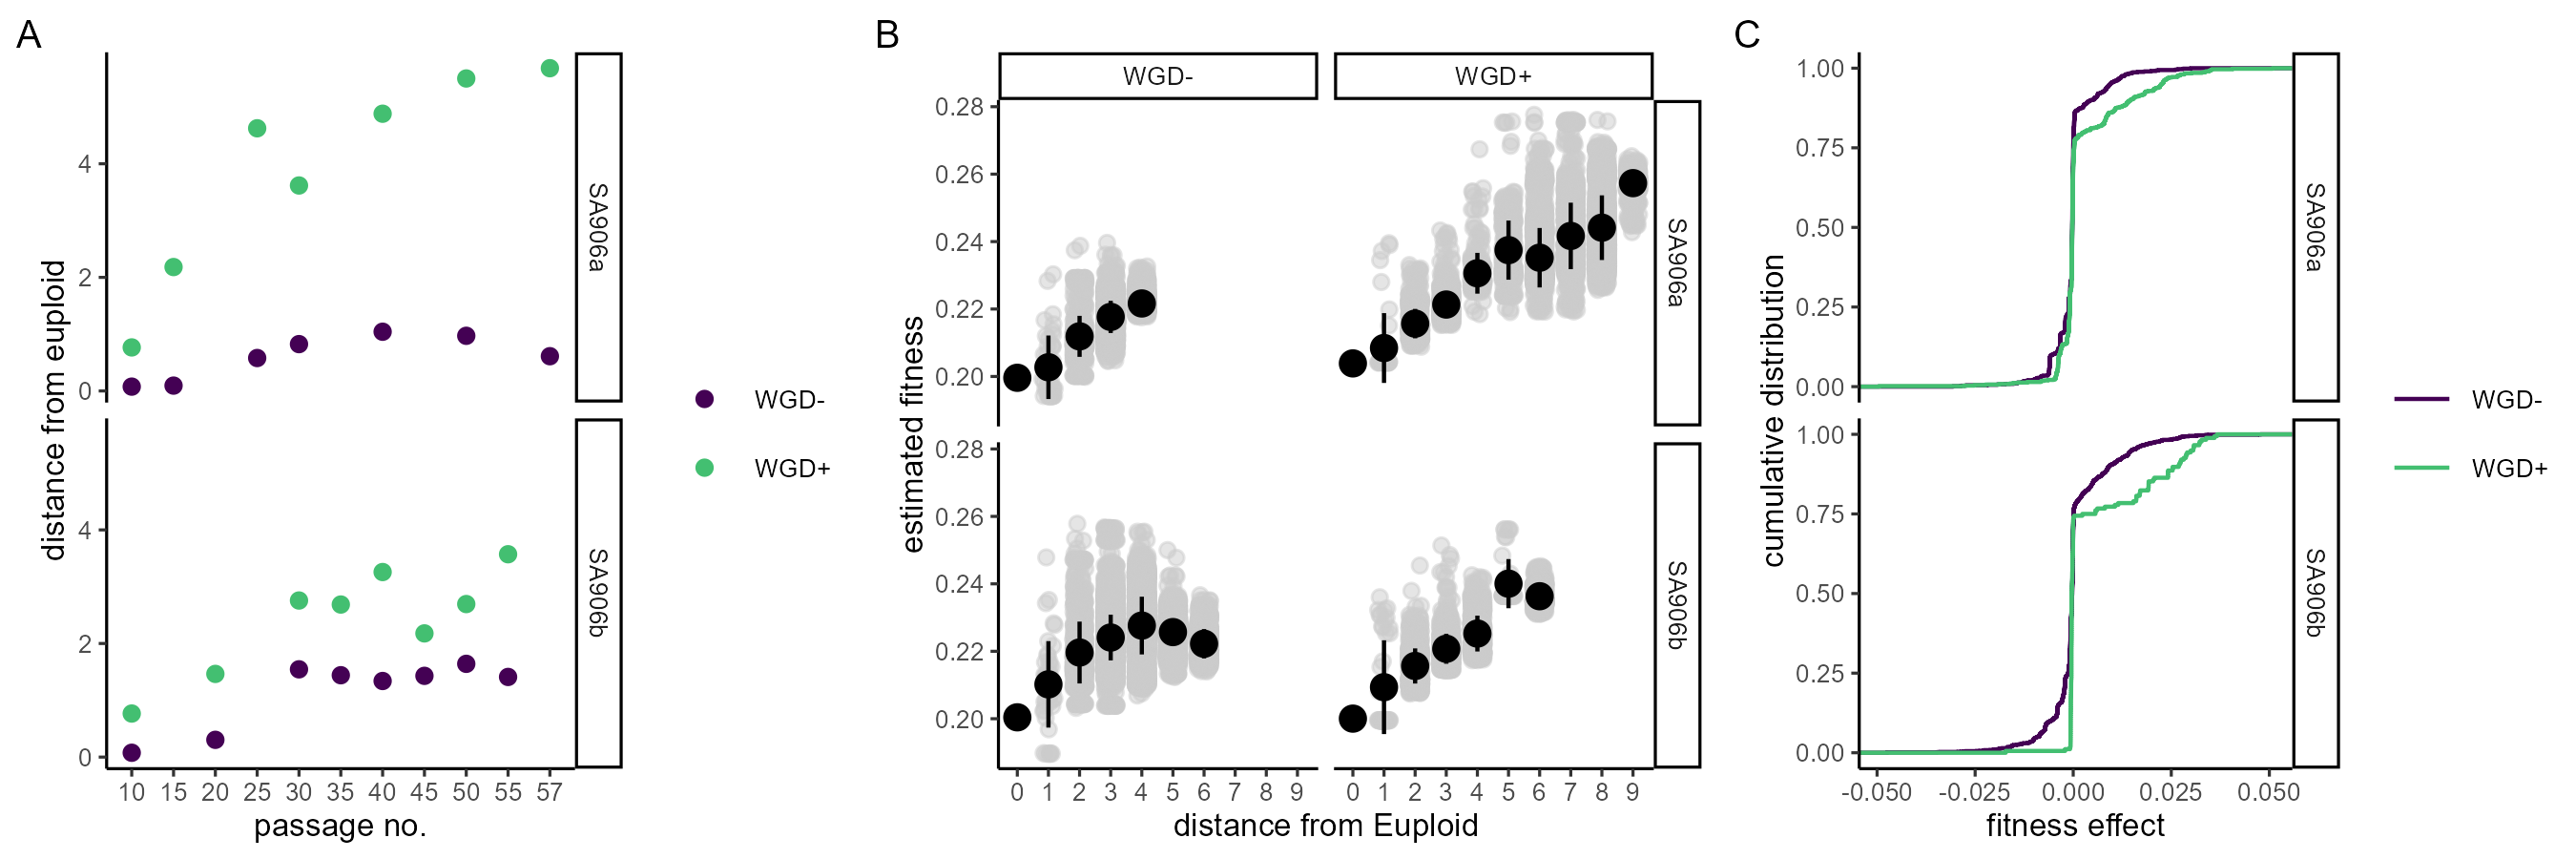 A
distance from euploid
4
2
0
SA906a
4
2
0
SA906b
10 15 20 25 30 35 40 45 50 55 57
passage no.
WGD-
WGD+
B
WGD- WGD+
estimated fitness
0.28
0.26
0.24
0.22
0.20
SA906a
0.28
0.26
0.24
0.22
0.20
SA906b
0 1 2 3 4 5 6 7 8 9 0 1 2 3 4 5 6 7 8 9
distance from Euploid
C
cumulative distribution
1.00
0.75
0.50
0.25
0.00
SA906a
1.00
0.75
0.50
0.25
0.00
SA906b
-0.050 -0.025 0.000 0.025 0.050
fitness effect
WGD-
WGD+